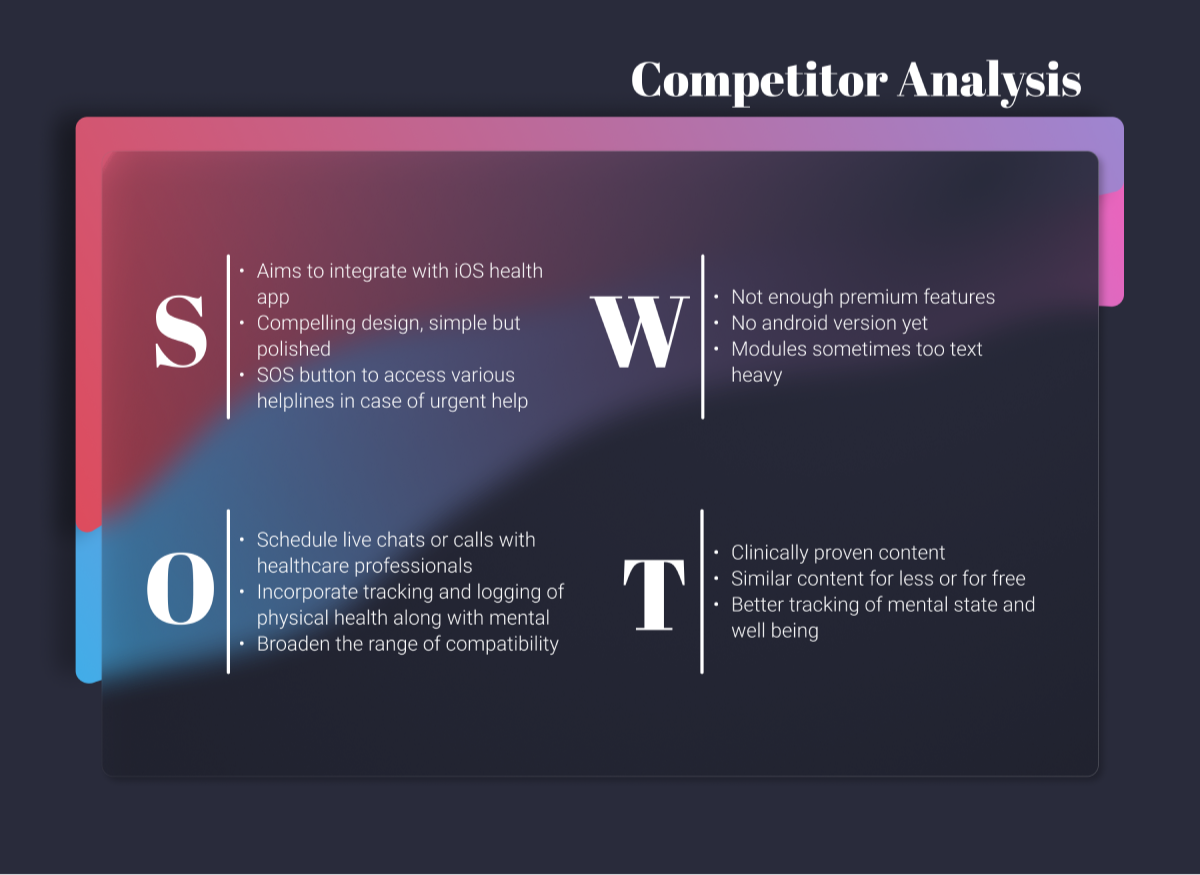 Competitor Analysis
S
• Aims to integrate with iOS health
app
• Compelling design, simple but
polished
• SOS button to access various
helplines in case of urgent help
W
• Not enough premium features
• No android version yet
• Modules sometimes too text
heavy
O
• Schedule live chats or calls with
healthcare professionals
• Incorporate tracking and logging of
physical health along with mental
• Broaden the range of compatibility
T
• Clinically proven content
• Similar content for less or for free
• Better tracking of mental state and
well being